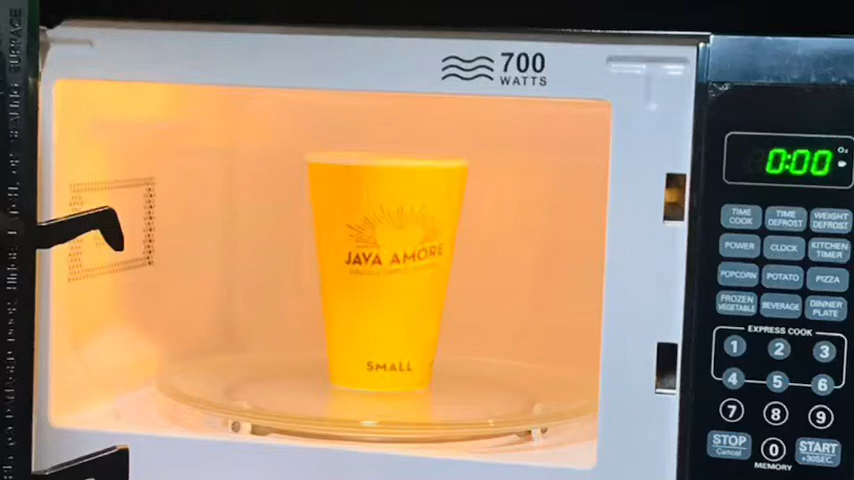 700
WATTS
JAVA AMORE
SMALL
0:00
TIME
COOK
TIME
DEFROST
WEIGHT
DEFROST
POWER
CLOCK
KITCHEN
TIMER
POPCORN
POTATO
PIZZA
FROZEN
VEGETABLE
BEVERAGE
DINNER
PLATE
EXPRESS COOK
1 2 3
4 5 6
7 8 9
STOP
Cancel
0
MEMORY
START
+30SEC.